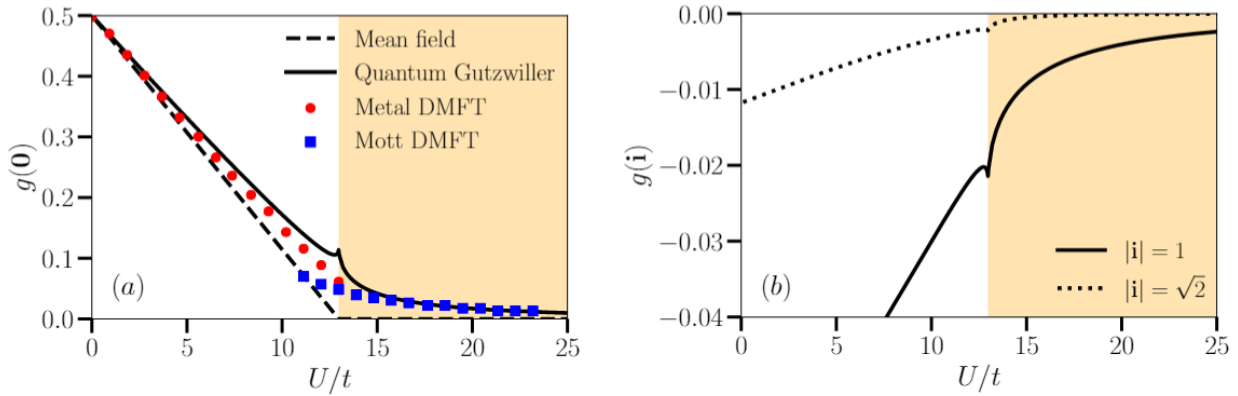 0.5
0.4
0.3
0.2
0.1
0.0
g(0)
Mean field
Quantum Gutzwiller
Metal DMFT
Mott DMFT
(a)
0 5 10 15 20 25
U/t
0.00
−0.01
−0.02
−0.03
−0.04
g(i)
|i| = 1
|i| = √2
(b)
0 5 10 15 20 25
U/t